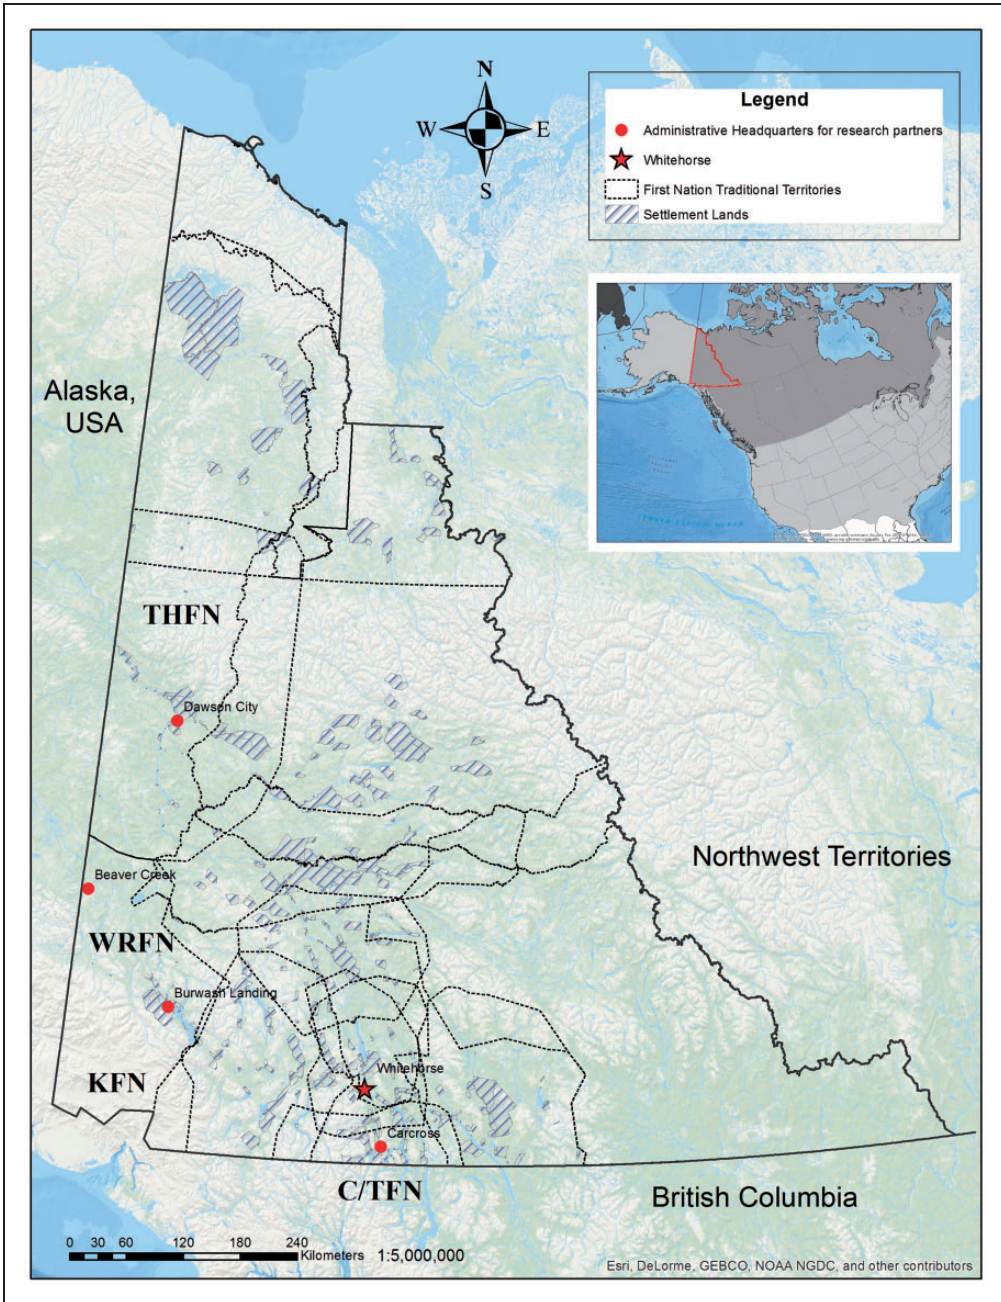 N
W
E
S
Legend
Administrative Headquarters for research partners
Whitehorse
First Nation Traditional Territories
Settlement Lands
Alaska,
USA
THFN
Dawson City
Northwest Territories
Beaver Creek
WRFN
Burwash Landing
KFN
Whitehorse
Carcross
C/TFN
British Columbia
0 30 60 120 180 240
Kilometers 1:5,000,000
Esri, DeLorme, GEBCO, NOAA NGDC, and other contributors